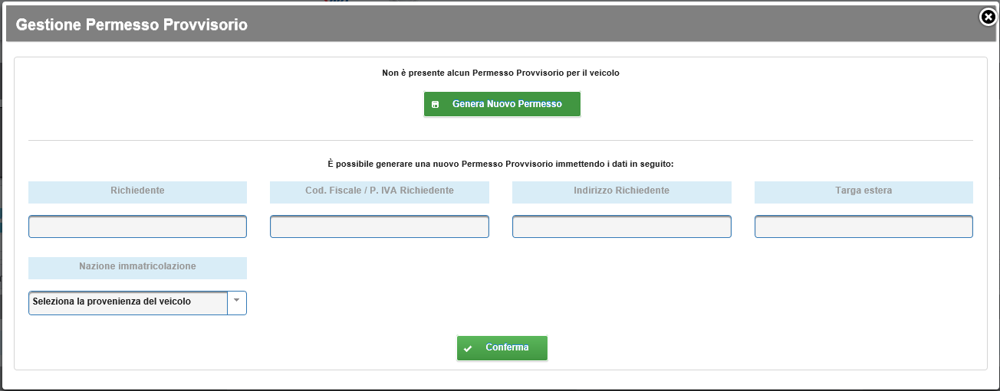 Gestione Permesso Provvisorio
Non è presente alcun Permesso Provvisorio per il veicolo
Genera Nuovo Permesso
È possibile generare una nuovo Permesso Provvisorio immettendo i dati in seguito:
Richiedente
Cod. Fiscale / P. IVA Richiedente
Indirizzo Richiedente
Targa estera
Nazione immatricolazione
Seleziona la provenienza del veicolo
Conferma